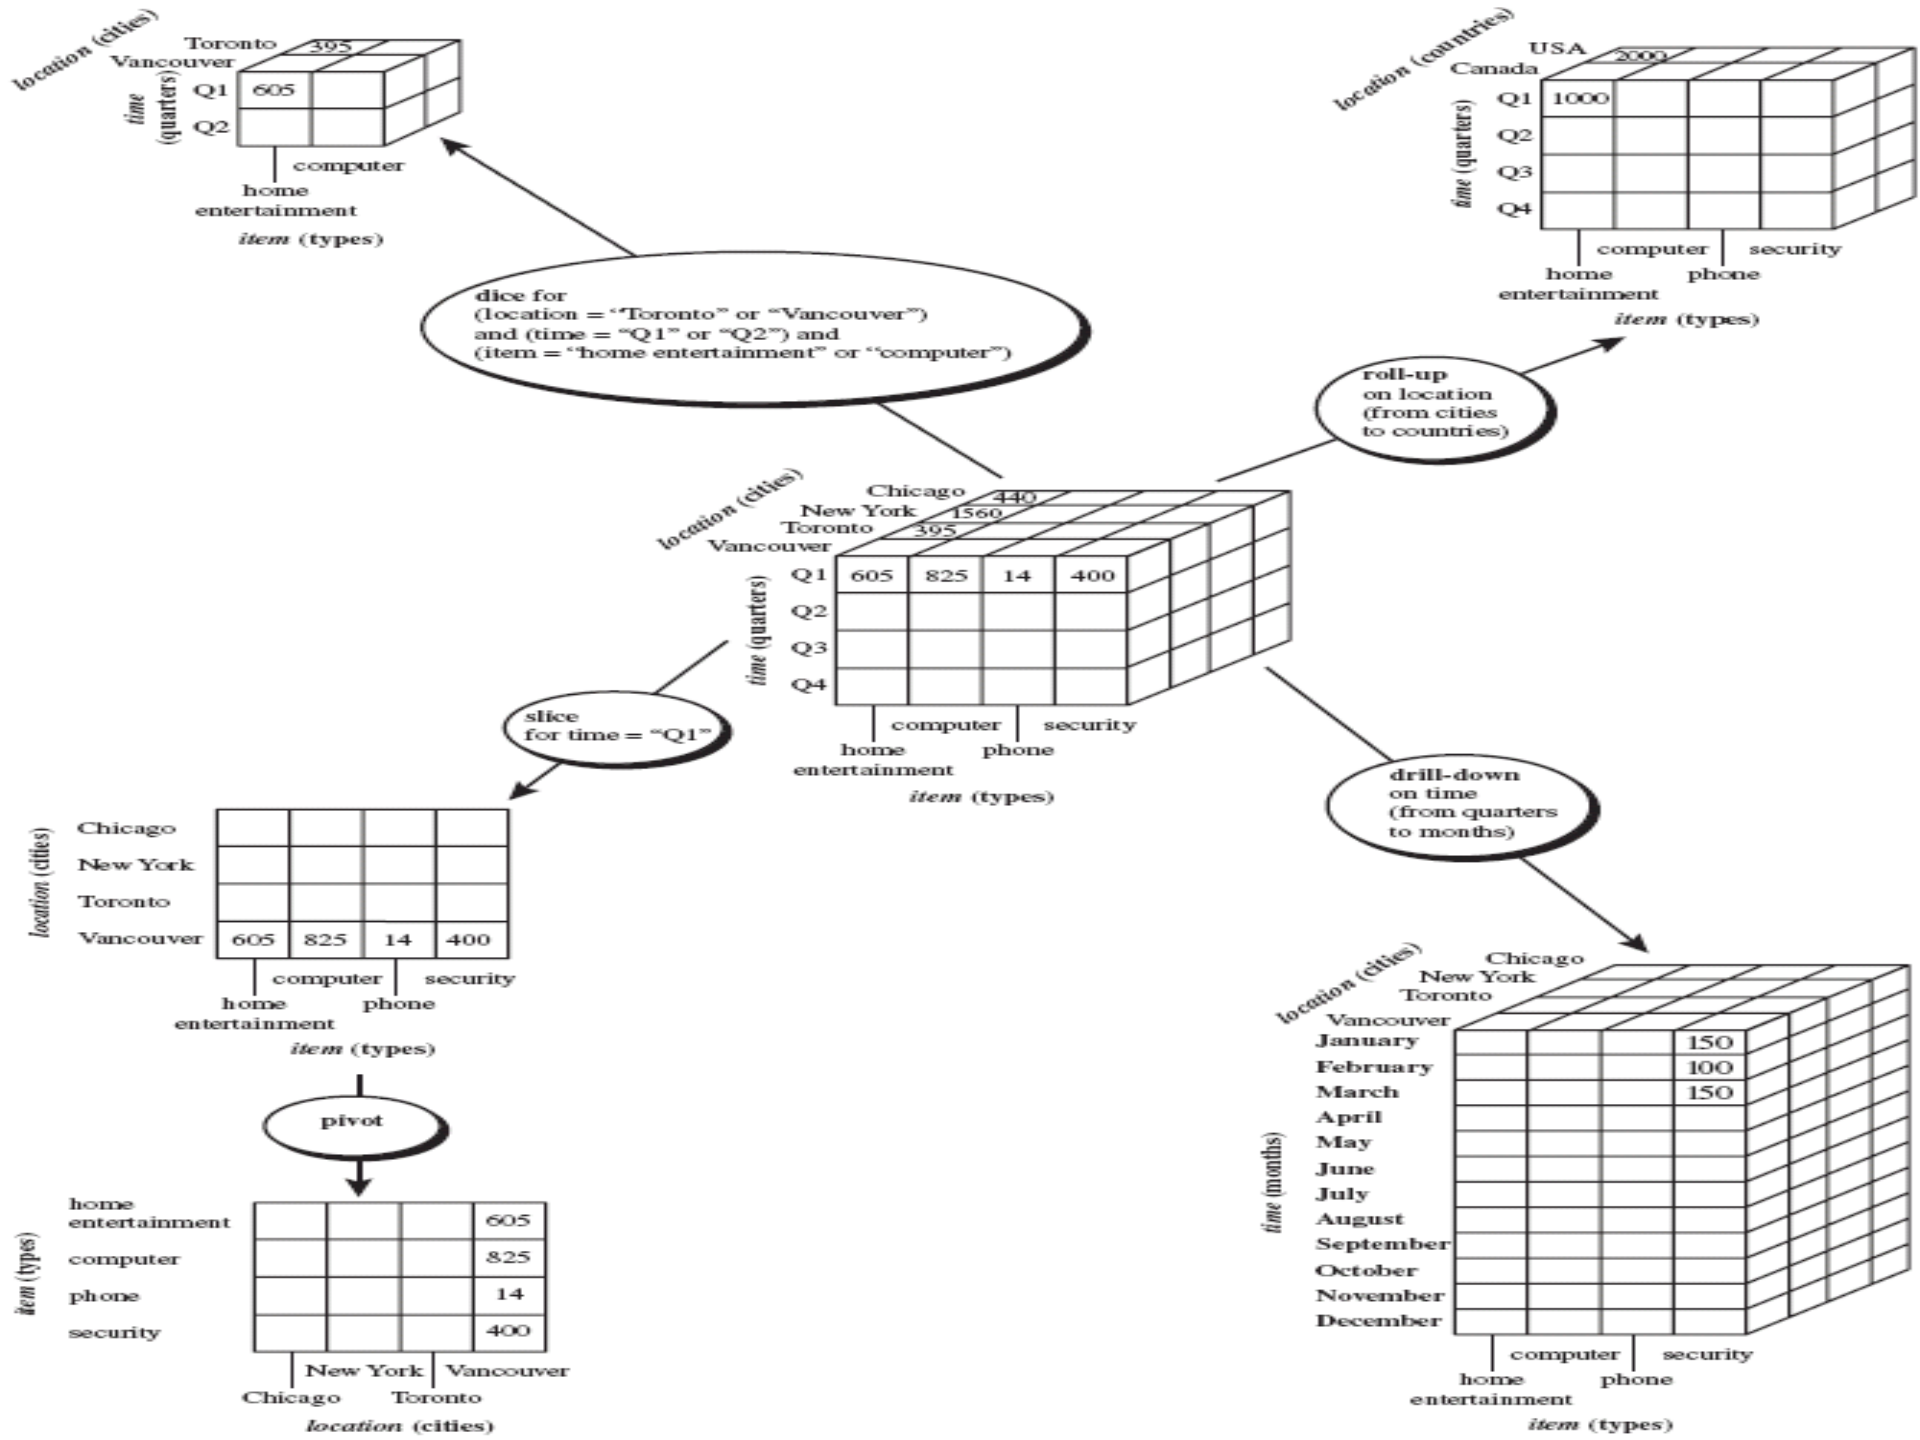 location (cities)
Toronto
395
Vancouver
time
(quarters)
Q1
605
Q2
computer
home
entertainment
item (types)
location (countries)
USA
2000
Canada
time (quarters)
Q1
1000
Q2
Q3
Q4
computer
security
home
entertainment
phone
item (types)
dice for
(location = “Toronto” or “Vancouver”)
and (time = “Q1” or “Q2”) and
(item = “home entertainment” or “computer”)
roll-up
on location
(from cities
to countries)
location (cities)
Chicago
440
New York
1560
Toronto
395
Vancouver
time (quarters)
Q1 605 825 14 400
Q2
Q3
Q4
computer
security
home
entertainment
phone
item (types)
slice
for time = “Q1”
drill-down
on time
(from quarters
to months)
location (cities)
Chicago
New York
Toronto
Vancouver 605 825 14 400
computer
security
home
entertainment
phone
item (types)
pivot
item (types)
home
entertainment 605
computer 825
phone 14
security 400
New York
Vancouver
Chicago
Toronto
location (cities)
location (cities)
Chicago
New York
Toronto
Vancouver
time (months)
January 150
February 100
March 150
April
May
June
July
August
September
October
November
December
computer
security
home
entertainment
phone
item (types)